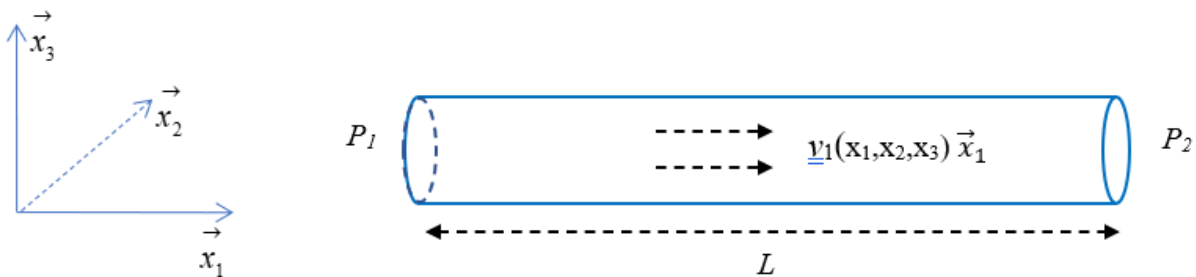 x⃗₃
x⃗₂
x⃗₁
P₁
v₁(x₁,x₂,x₃) x⃗₁
P₂
L